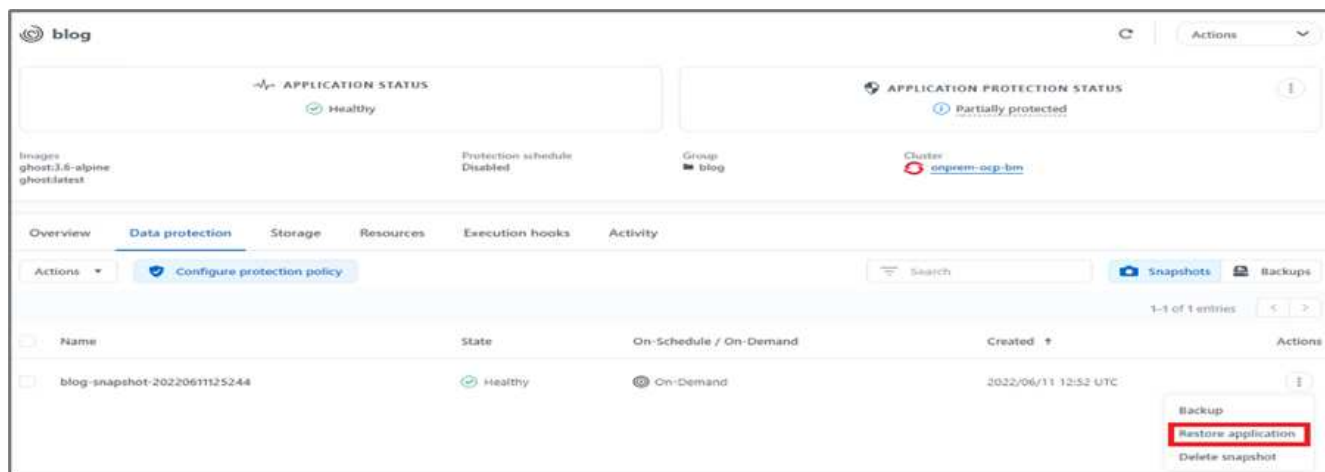 blog
Actions
APPLICATION STATUS
Healthy
APPLICATION PROTECTION STATUS
Partially protected
Images
ghost:3.6-alpine
ghost:latest
Protection schedule
Disabled
Group
blog
Cluster
onprem-ocp-bm
Overview Data protection Storage Resources Execution hooks Activity
Actions Configure protection policy Search Snapshots Backups
1-1 of 1 entries < >
Name State On-Schedule / On-Demand Created ↑ Actions
blog-snapshot-20220611125244 Healthy On-Demand 2022/06/11 12:52 UTC
Backup
Restore application
Delete snapshot